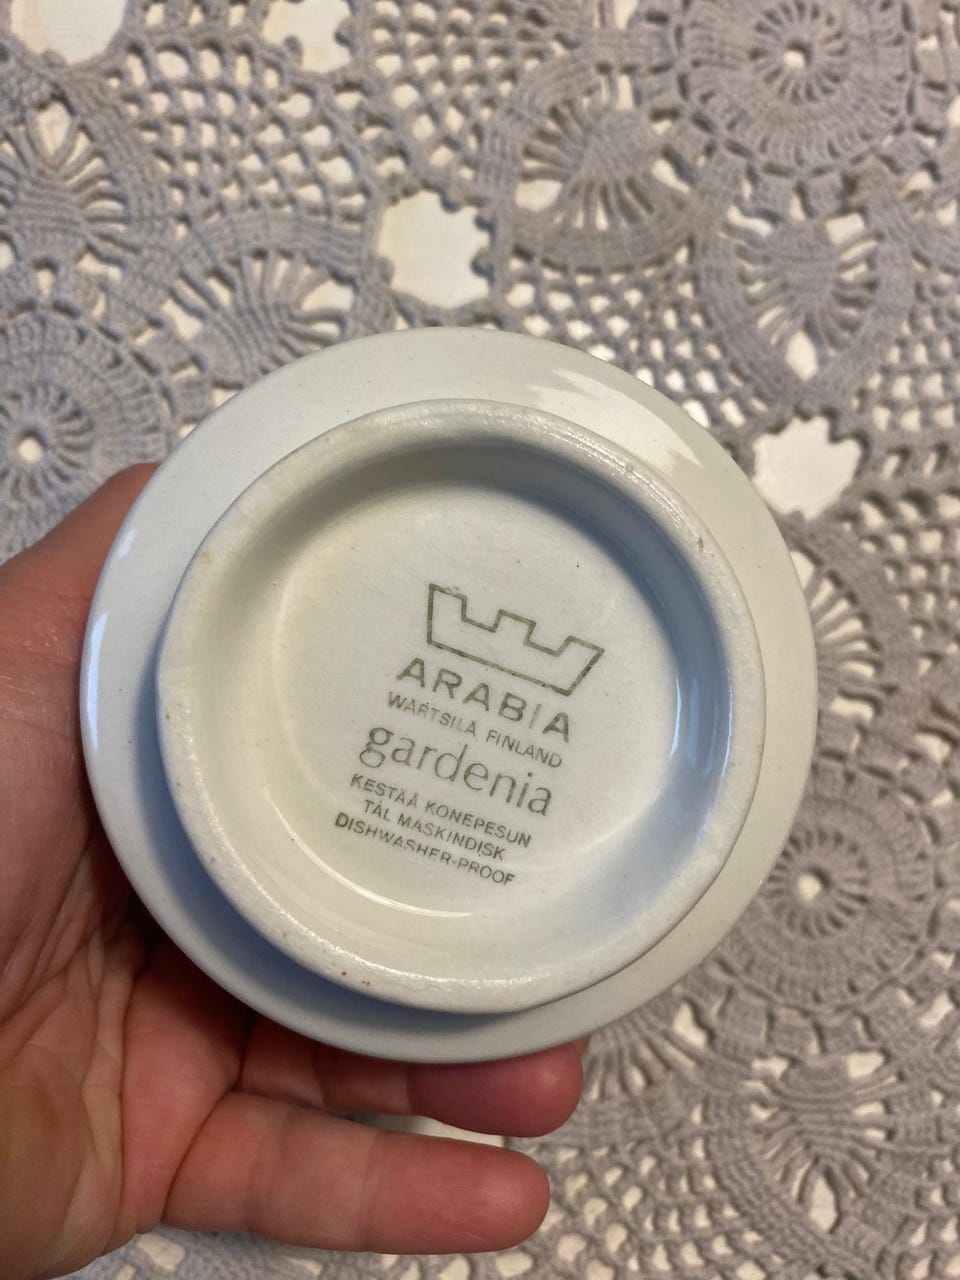 ARABIA
WÄRTSILÄ, FINLAND
gardenia
KESTÄÄ KONEPESUN
TÅL MASKINDISK
DISHWASHER-PROOF